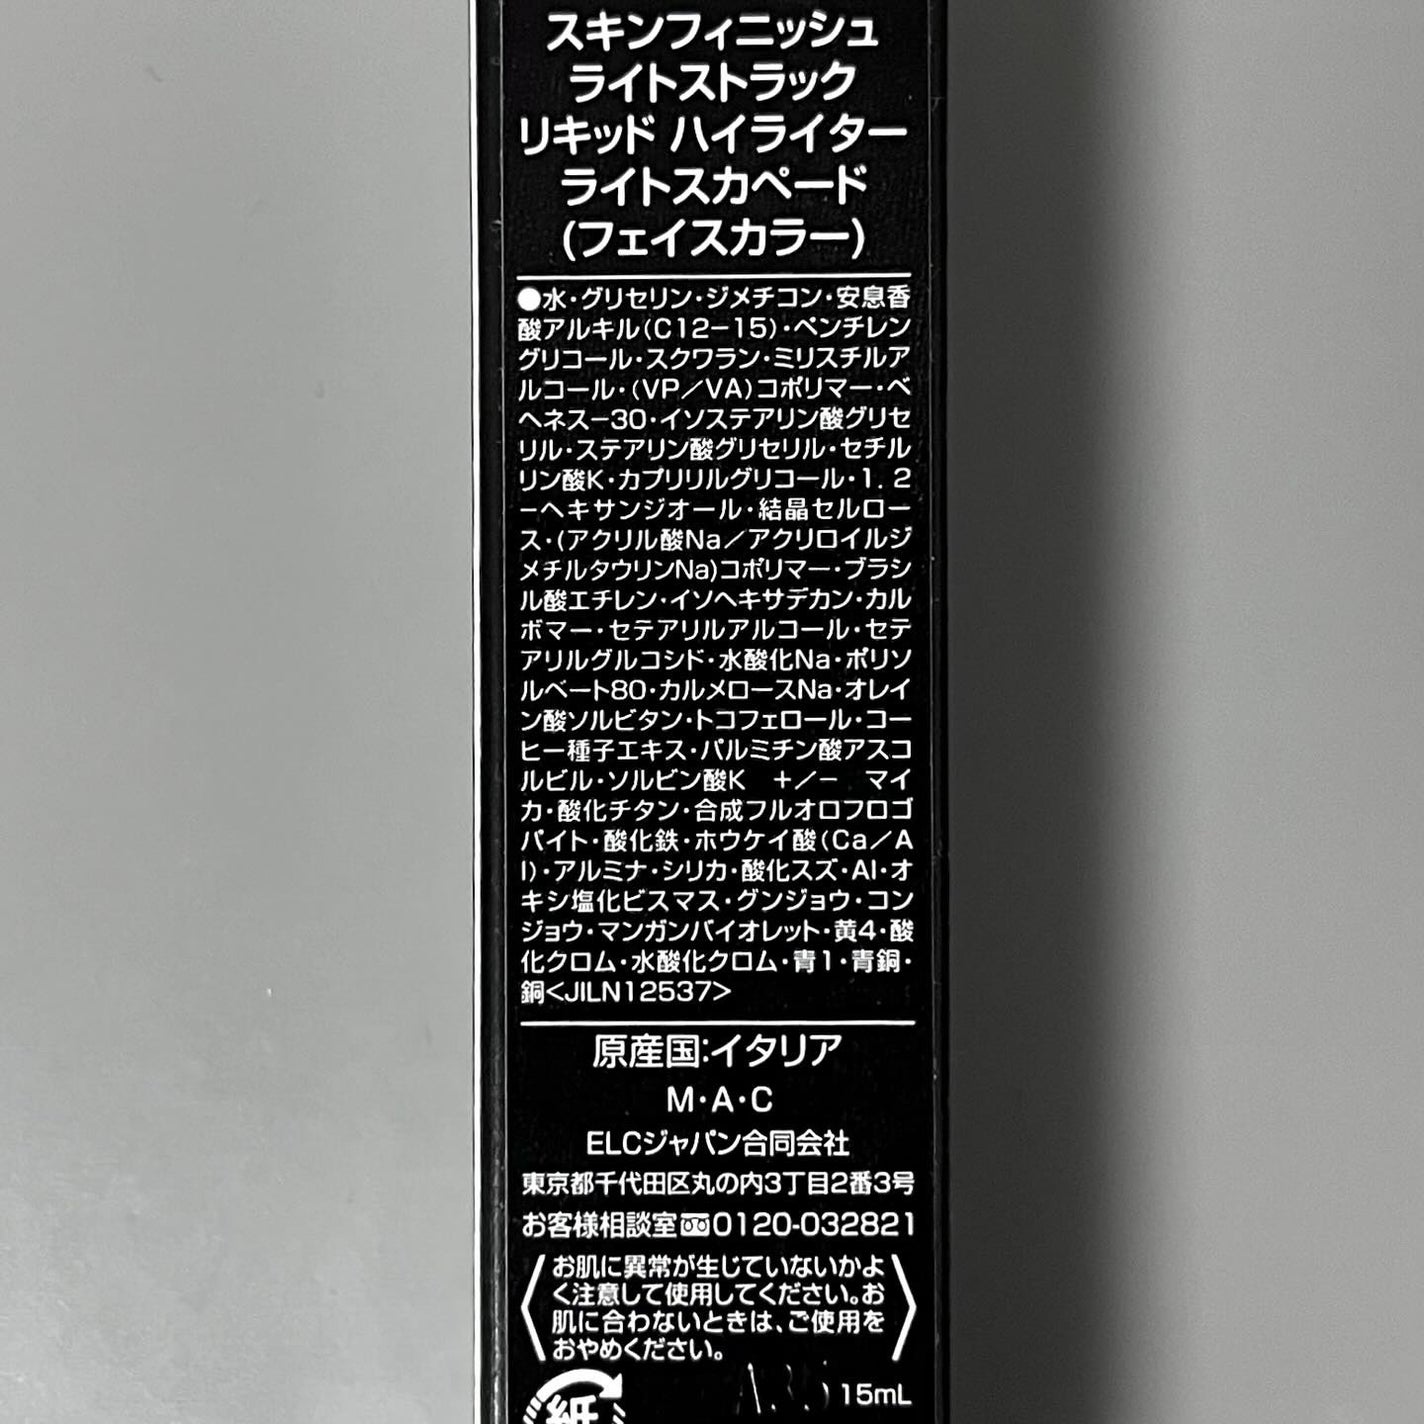 スキンフィニッシュ
ライトストラック
リキッド ハイライター
ライトスカペード
(フェイスカラー)
●水・グリセリン・ジメチコン・安息香
酸アルキル(C12−15)・ペンチレン
グリコール・スクワラン・ミリスチルア
ルコール・(VP／VA)コポリマー・ベ
ヘネス−30・イソステアリン酸グリセ
リル・ステアリン酸グリセリル・セチル
リン酸K・カプリリルグリコール・1. 2
−ヘキサンジオール・結晶セルロー
ス・(アクリル酸Na／アクリロイルジ
メチルタウリンNa)コポリマー・ブラシ
ル酸エチレン・イソヘキサデカン・カル
ボマー・セテアリルアルコール・セテ
アリルグルコシド・水酸化Na・ポリソ
ルベート80・カルメロースNa・オレイ
ン酸ソルビタン・トコフェロール・コー
ヒー種子エキス・パルミチン酸アスコ
ルビル・ソルビン酸K　+／−　マイ
カ・酸化チタン・合成フルオロフロゴ
パイト・酸化鉄・ホウケイ酸(Ca／A
l)・アルミナ・シリカ・酸化スズ・Al・オ
キシ塩化ビスマス・グンジョウ・コン
ジョウ・マンガンバイオレット・黄4・酸
化クロム・水酸化クロム・青1・青銅・
銅<JILN12537>
原産国:イタリア
M・A・C
ELCジャパン合同会社
東京都千代田区丸の内3丁目2番3号
お客様相談室0120-032821
お肌に異常が生じていないかよ
く注意して使用してください。お
肌に合わないときは、ご使用を
おやめください。
15mL